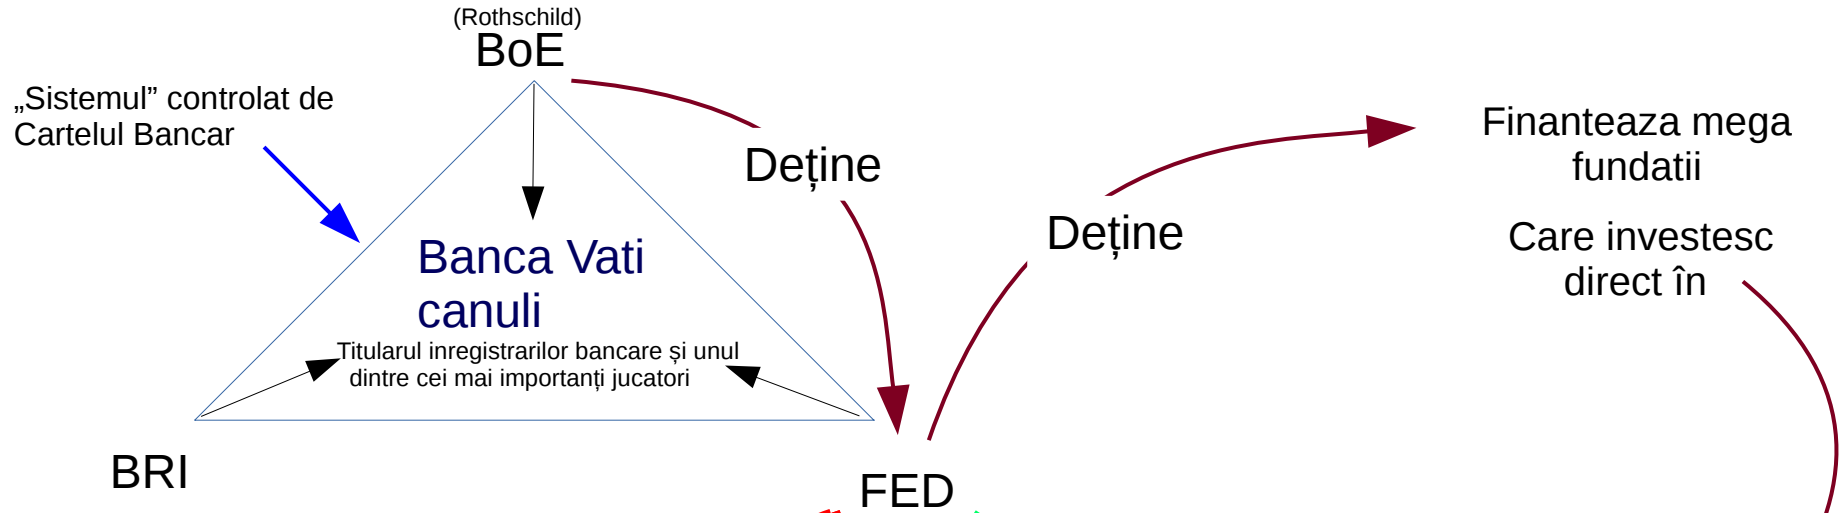 (Rothschild)
BoE
„Sistemul” controlat de
Cartelul Bancar
Deține
Finanteaza mega
fundatii
Deține
Care investesc
direct în
Banca Vati
canuli
Titularul inregistrarilor bancare și unul
dintre cei mai importanți jucatori
BRI
FED